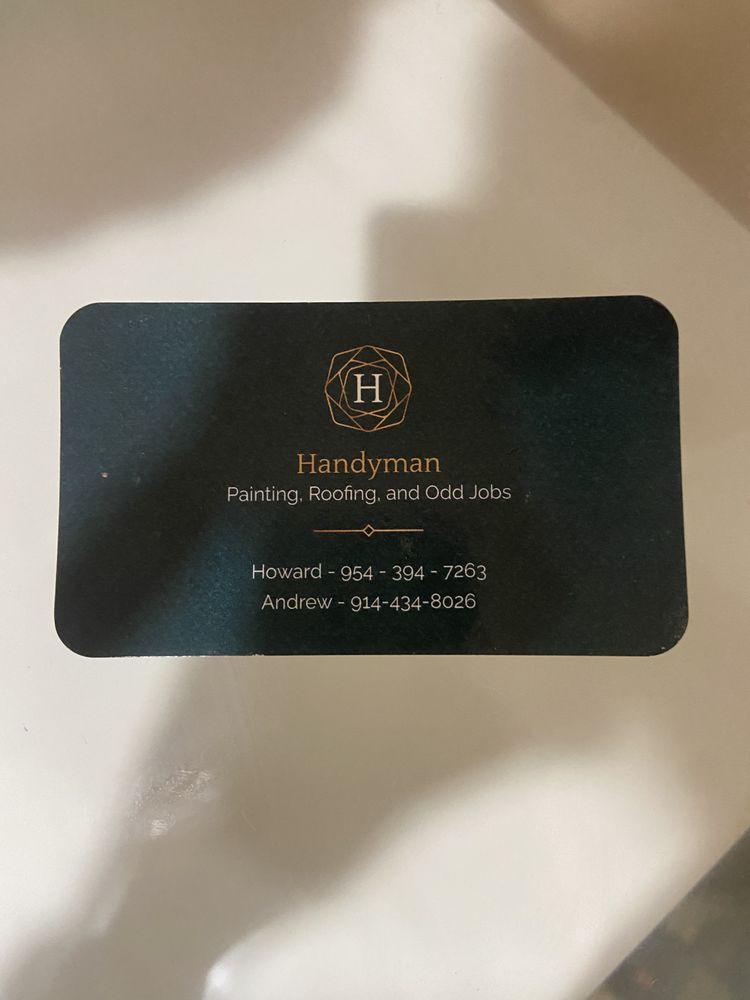 H
Handyman
Painting, Roofing, and Odd Jobs
Howard - 954 - 394 - 7263
Andrew - 914-434-8026